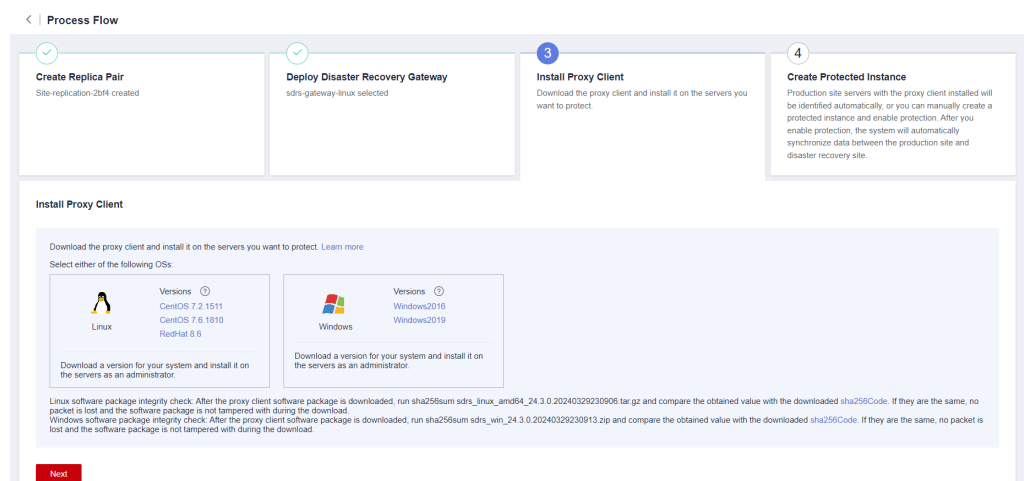 Process Flow
3
4
Create Replica Pair
Site-replication-2bf4 created
Deploy Disaster Recovery Gateway
sdrs-gateway-linux selected
Install Proxy Client
Download the proxy client and install it on the servers you
want to protect.
Create Protected Instance
Production site servers with the proxy client installed will
be identified automatically, or you can manually create a
protected instance and enable protection. After you
enable protection, the system will automatically
synchronize data between the production site and
disaster recovery site.
Install Proxy Client
Download the proxy client and install it on the servers you want to protect. Learn more
Select either of the following OSs:
Linux
Versions ?
CentOS 7.2.1511
CentOS 7.6.1810
RedHat 8.6
Download a version for your system and install it on
the servers as an administrator.
Windows
Versions ?
Windows2016
Windows2019
Download a version for your system and install it on
the servers as an administrator.
Linux software package integrity check: After the proxy client software package is downloaded, run sha256sum sdrs_linux_amd64_24.3.0.20240329230906.tar.gz and compare the obtained value with the downloaded sha256Code. If they are the same, no
packet is lost and the software package is not tampered with during the download.
Windows software package integrity check: After the proxy client software package is downloaded, run sha256sum sdrs_win_24.3.0.20240329230913.zip and compare the obtained value with the downloaded sha256Code. If they are the same, no packet is
lost and the software package is not tampered with during the download.
Next